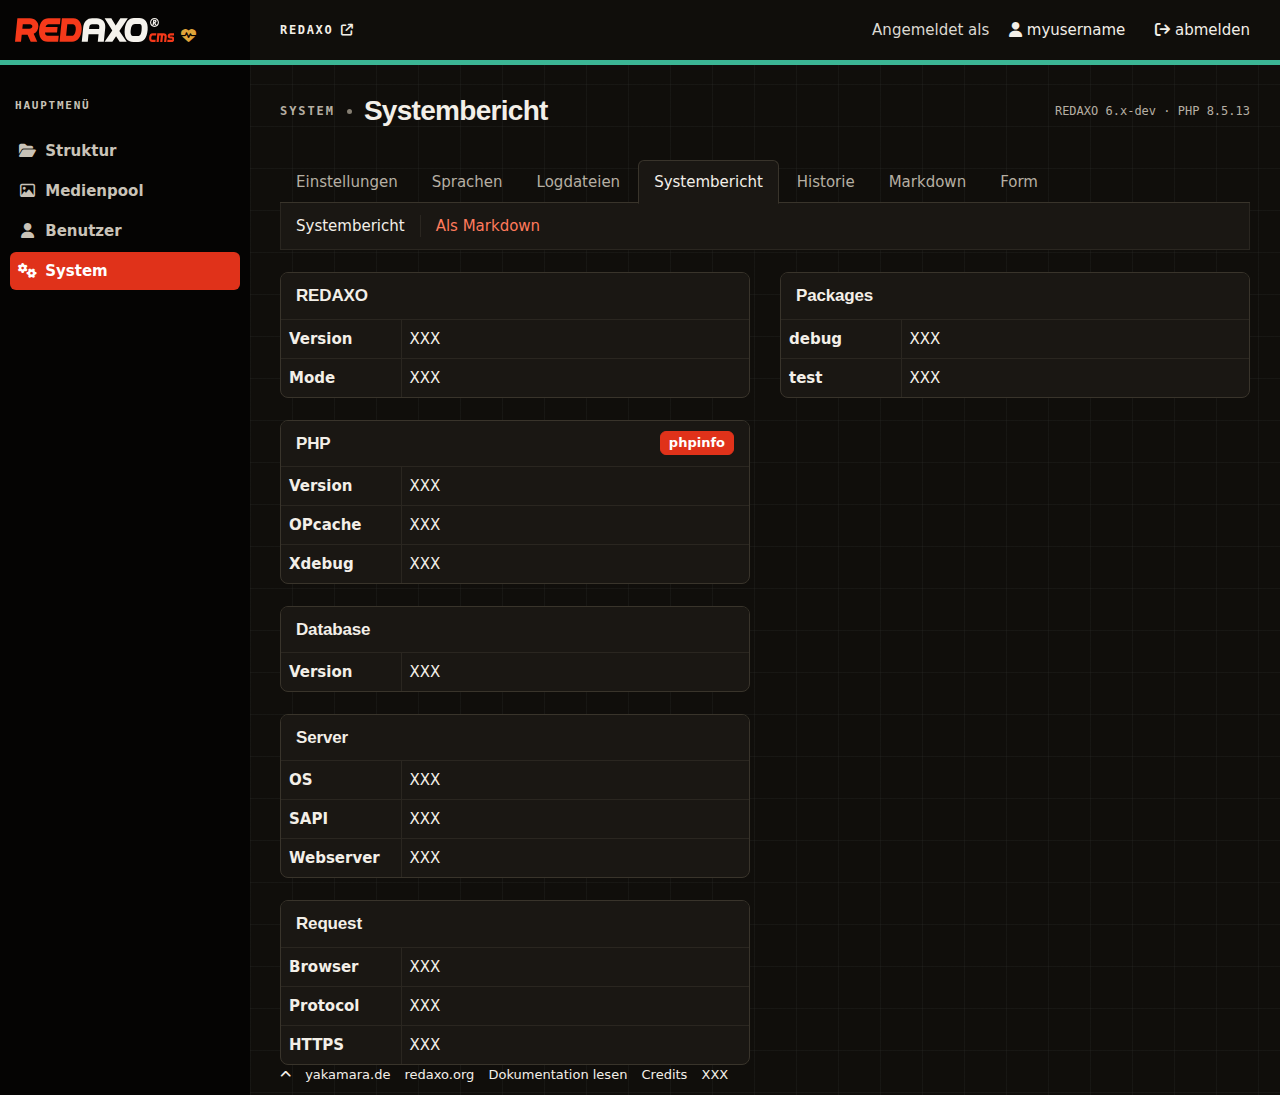 REDAXO® cms
REDAXO
Angemeldet als myusername abmelden
HAUPTMENÜ
Struktur
Medienpool
Benutzer
System
SYSTEM • Systembericht
REDAXO 6.x-dev · PHP 8.5.13
Einstellungen Sprachen Logdateien Systembericht Historie Markdown Form
Systembericht Als Markdown
REDAXO
Version XXX
Mode XXX
Packages
debug XXX
test XXX
PHP phpinfo
Version XXX
OPcache XXX
Xdebug XXX
Database
Version XXX
Server
OS XXX
SAPI XXX
Webserver XXX
Request
Browser XXX
Protocol XXX
HTTPS XXX
yakamara.de redaxo.org Dokumentation lesen Credits XXX